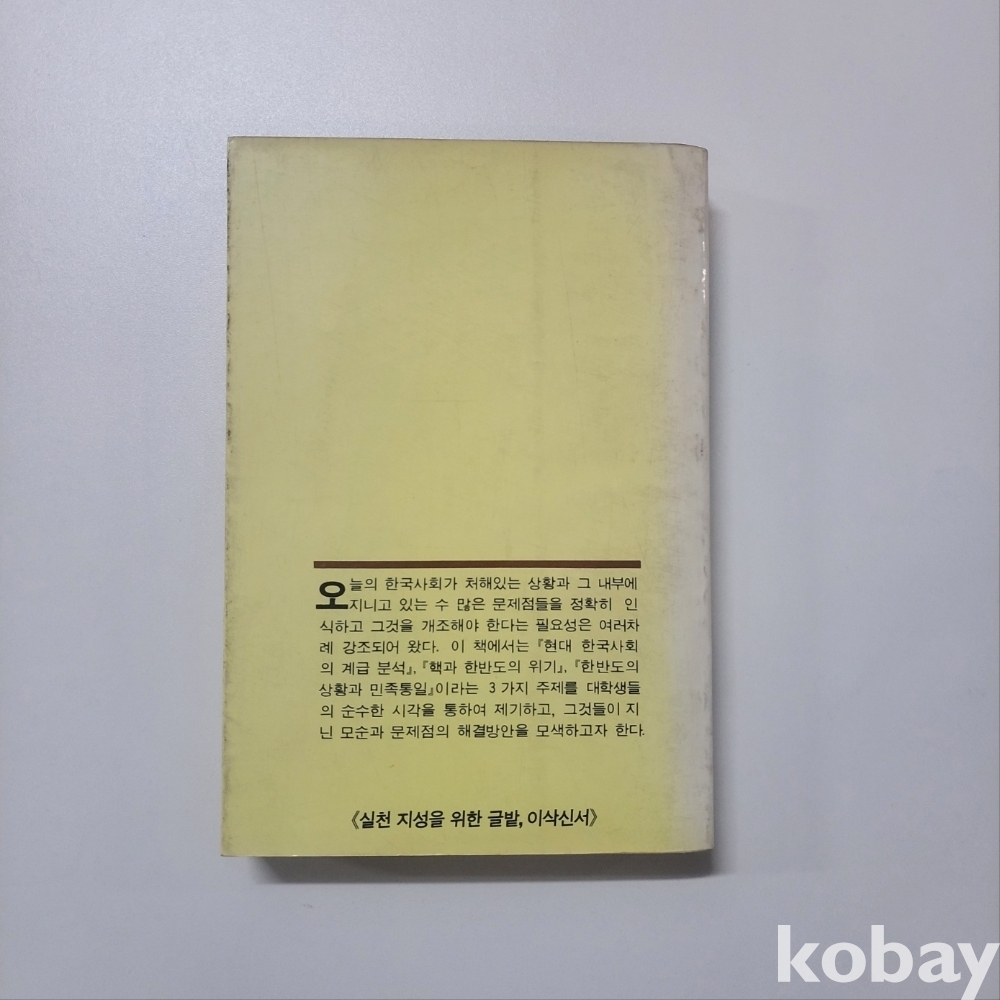 오늘의 한국사회가 처해있는 상황과 그 내부에
지니고 있는 수 많은 문제점들을 정확히 인
식하고 그것을 개조해야 한다는 필요성은 여러차
례 강조되어 왔다. 이 책에서는 『현대 한국사회
의 계급 분석』, 『핵과 한반도의 위기』, 『한반도의
상황과 민족통일』이라는 3가지 주제를 대학생들
의 순수한 시각을 통하여 제기하고, 그것들이 지
닌 모순과 문제점의 해결방안을 모색하고자 한다.
《실천 지성을 위한 글밭, 이삭신서》
kobay